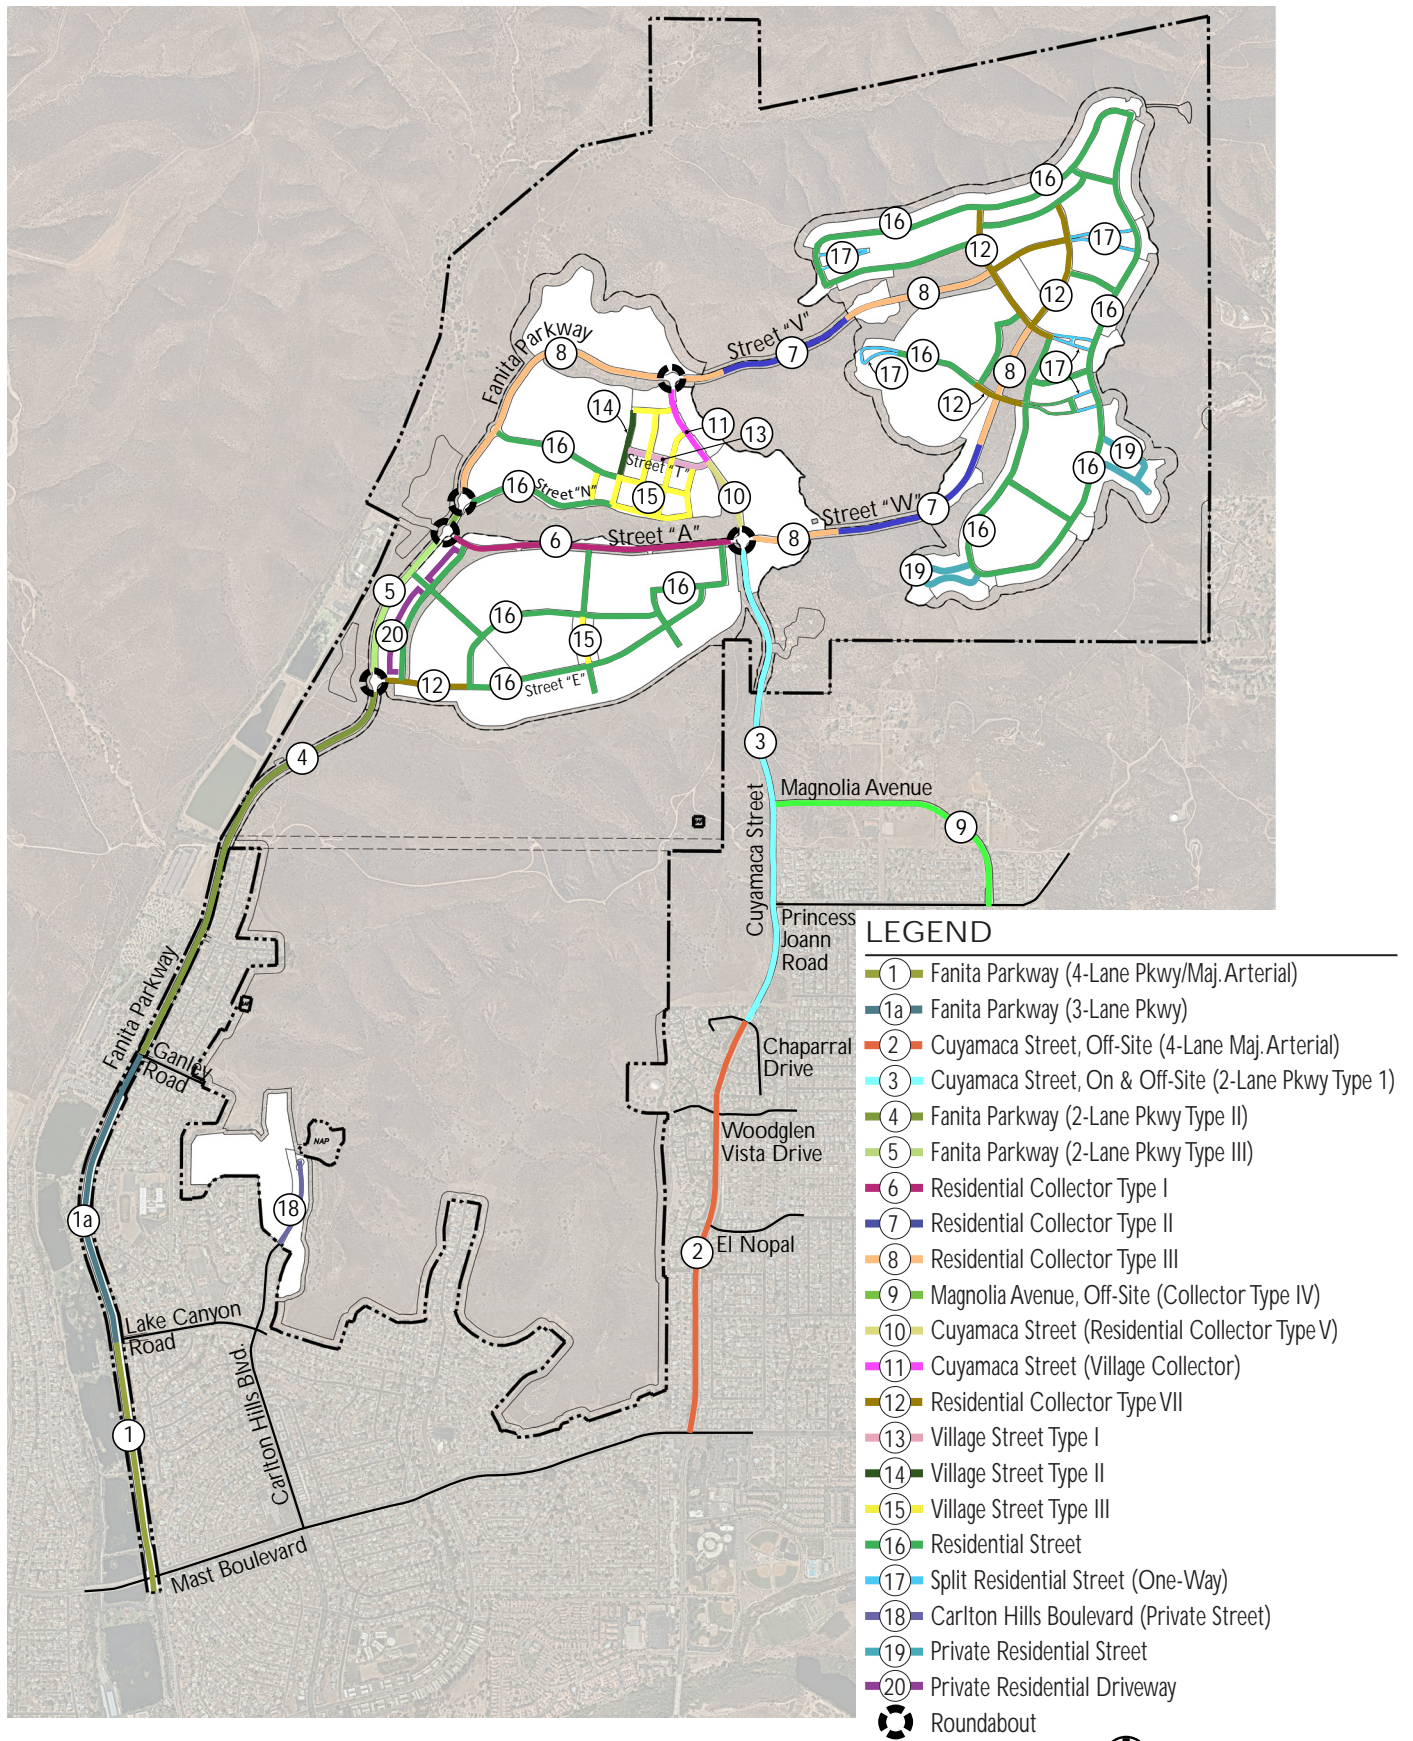 16
16
17
12
17
12
16
8
Street "V"
7
Fanita Parkway
8
16
17
17
8
12
14
11
13
16
Street "T"
19
16
16
Street "N"
15
10
7
Street "W"
16
Street "A"
6
8
19
5
16
16
20
15
12
16
Street "E"
3
4
Magnolia Avenue
9
Cuyamaca Street
Princess
Joann
Road
Fanita Parkway
Ganley
Road
Chaparral
Drive
NAP
Woodglen
Vista Drive
18
1a
2
El Nopal
Lake Canyon
Road
Carlton Hills Blvd.
1
Mast Boulevard
LEGEND
1 Fanita Parkway (4-Lane Pkwy/Maj. Arterial)
1a Fanita Parkway (3-Lane Pkwy)
2 Cuyamaca Street, Off-Site (4-Lane Maj. Arterial)
3 Cuyamaca Street, On & Off-Site (2-Lane Pkwy Type 1)
4 Fanita Parkway (2-Lane Pkwy Type II)
5 Fanita Parkway (2-Lane Pkwy Type III)
6 Residential Collector Type I
7 Residential Collector Type II
8 Residential Collector Type III
9 Magnolia Avenue, Off-Site (Collector Type IV)
10 Cuyamaca Street (Residential Collector Type V)
11 Cuyamaca Street (Village Collector)
12 Residential Collector Type VII
13 Village Street Type I
14 Village Street Type II
15 Village Street Type III
16 Residential Street
17 Split Residential Street (One-Way)
18 Carlton Hills Boulevard (Private Street)
19 Private Residential Street
20 Private Residential Driveway
Roundabout